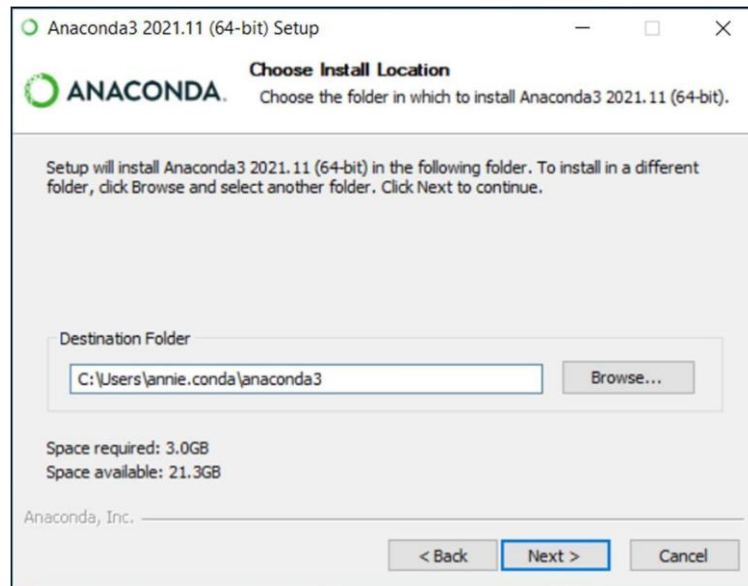 Anaconda3 2021.11 (64-bit) Setup
ANACONDA.
Choose Install Location
Choose the folder in which to install Anaconda3 2021.11 (64-bit).
Setup will install Anaconda3 2021.11 (64-bit) in the following folder. To install in a different
folder, click Browse and select another folder. Click Next to continue.
Destination Folder
C:\Users\annie.conda\anaconda3
Browse...
Space required: 3.0GB
Space available: 21.3GB
Anaconda, Inc.
< Back
Next >
Cancel